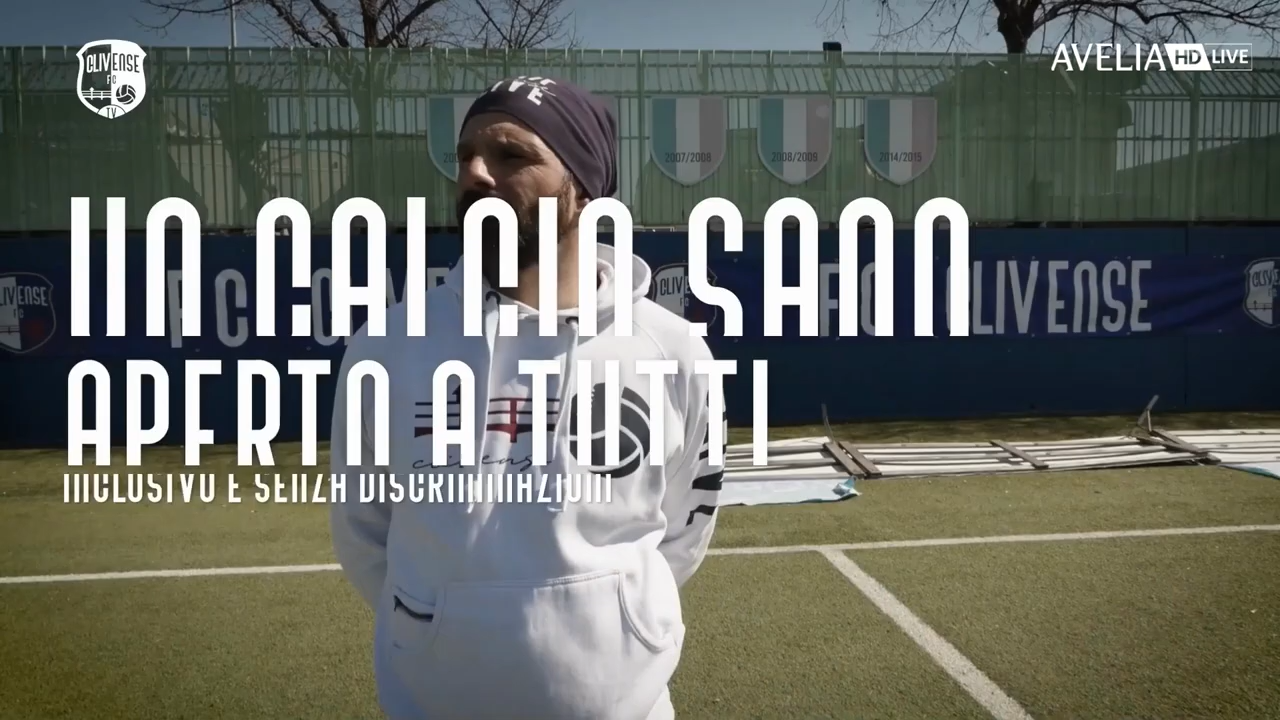 CLIVENSE
FC
TV
AVELIA HD LIVE
2007/2008
2008/2009
2014/2015
UN CALCIO SANO
FC CLIVENSE
APERTO A TUTTI
INCLUSIVO E SENZA DISCRIMINAZIONI